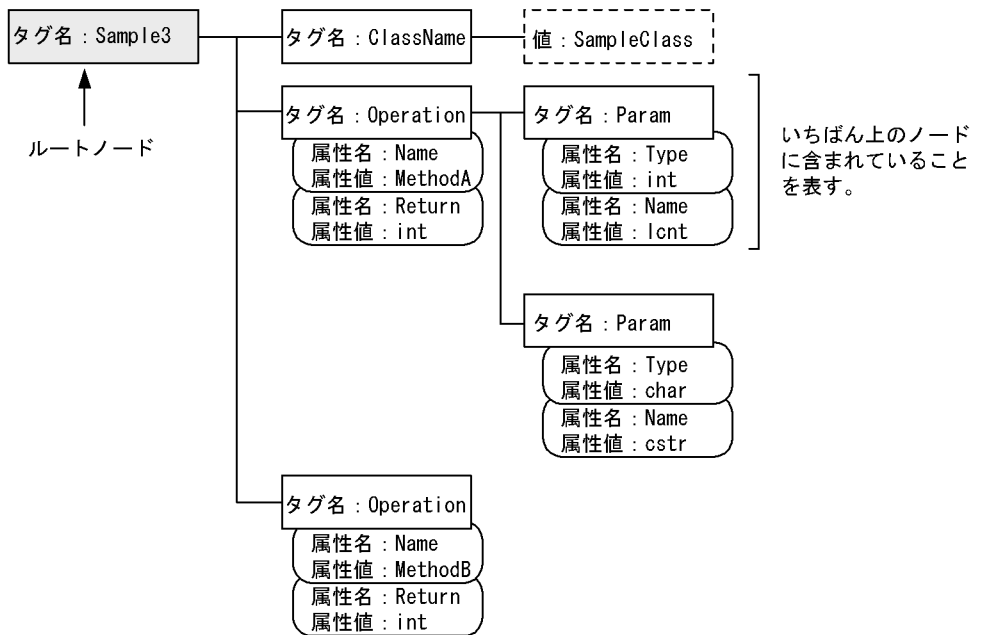 タグ名：Sample3
タグ名：ClassName
値：SampleClass
ルートノード
タグ名：Operation
属性名：Name
属性値：MethodA
属性名：Return
属性値：int
タグ名：Param
属性名：Type
属性値：int
属性名：Name
属性値：lcnt
いちばん上のノード
に含まれていること
を表す。
タグ名：Param
属性名：Type
属性値：char
属性名：Name
属性値：cstr
タグ名：Operation
属性名：Name
属性値：MethodB
属性名：Return
属性値：int